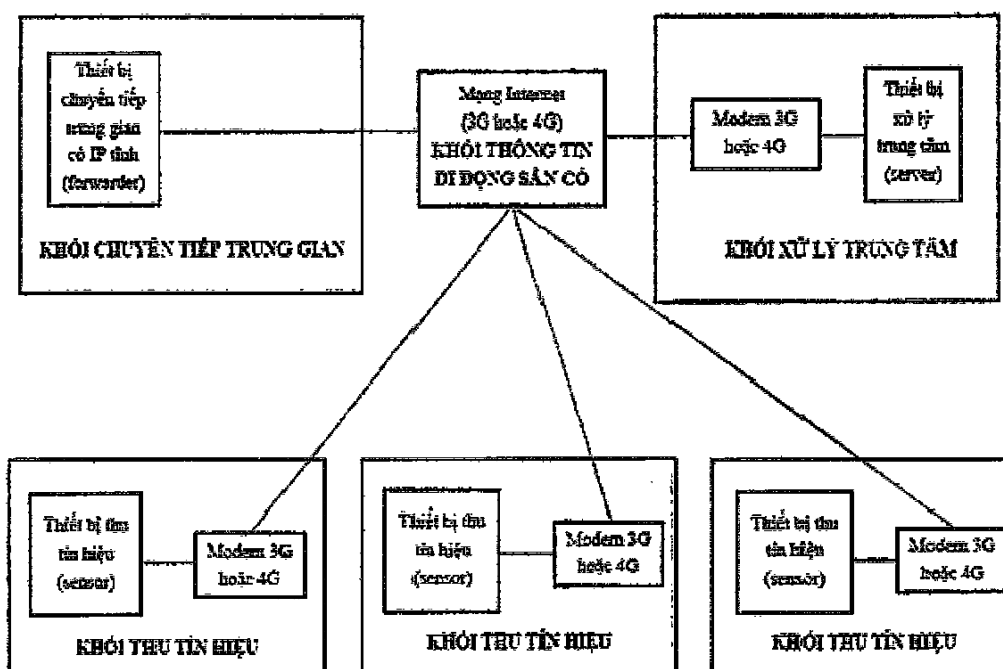 Thiết bị
chuyển tiếp
trung gian
có IP tĩnh
(forwarder)
KHỐI CHUYỂN TIẾP TRUNG GIAN
Mạng Internet
(3G hoặc 4G)
KHỐI THÔNG TIN
DI ĐỘNG SẴN CÓ
Modem 3G
hoặc 4G
Thiết bị
xử lý
trung tâm
(server)
KHỐI XỬ LÝ TRUNG TÂM
Thiết bị thu
tín hiệu
(sensor)
Modem 3G
hoặc 4G
KHỐI THU TÍN HIỆU
Thiết bị thu
tín hiệu
(sensor)
Modem 3G
hoặc 4G
KHỐI THU TÍN HIỆU
Thiết bị thu
tín hiệu
(sensor)
Modem 3G
hoặc 4G
KHỐI THU TÍN HIỆU